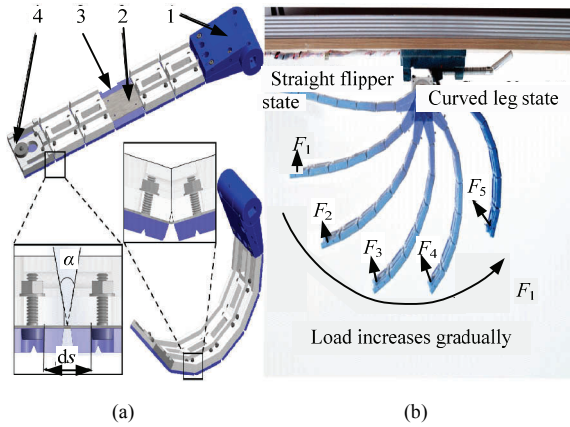 4
3
2
1
α
ds
(a)
Straight flipper
state
Curved leg state
F1
F2
F3
F4
F5
F1
Load increases gradually
(b)